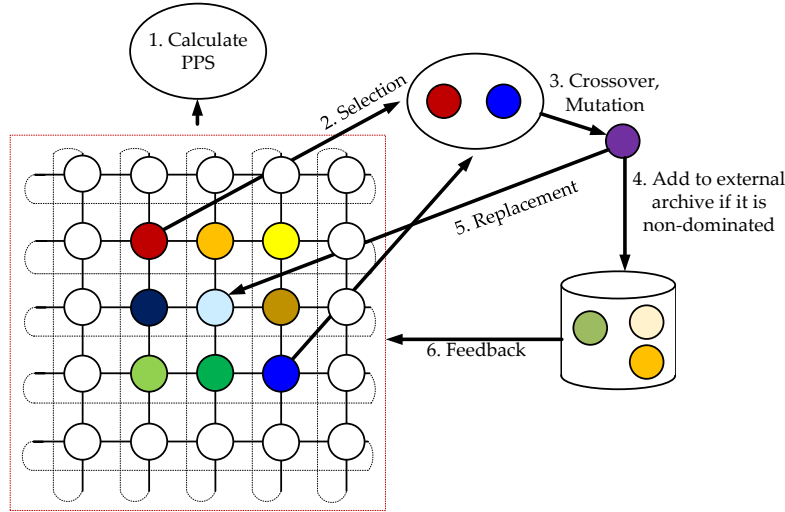 1. Calculate
PPS
2. Selection
3. Crossover,
Mutation
4. Add to external
archive if it is
non-dominated
5. Replacement
6. Feedback